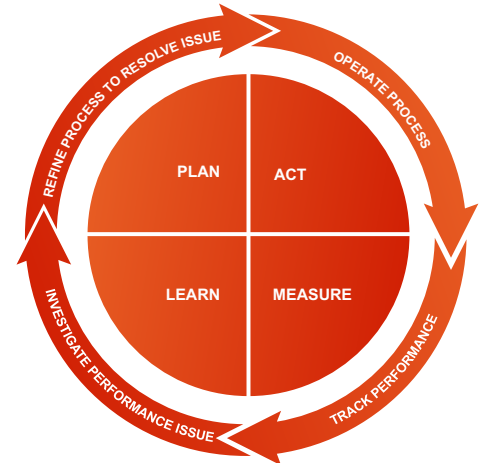 REFINE PROCESS TO RESOLVE ISSUE
OPERATE PROCESS
PLAN
ACT
LEARN
MEASURE
INVESTIGATE PERFORMANCE ISSUE
TRACK PERFORMANCE